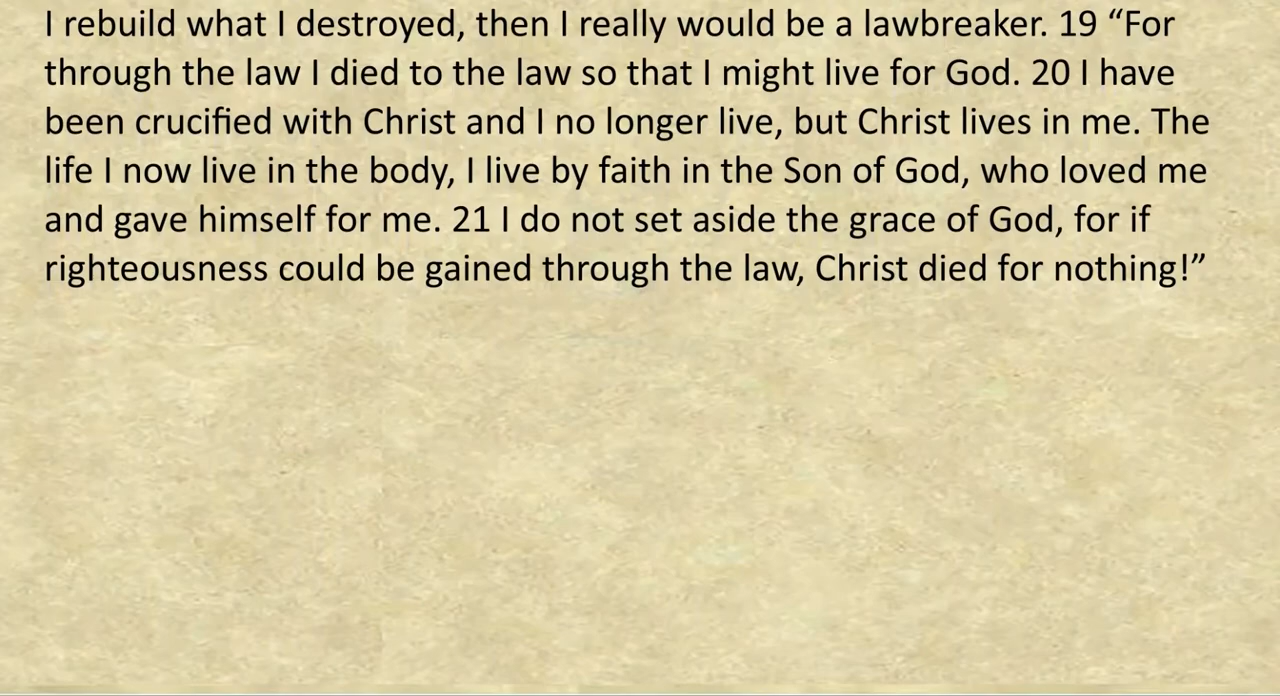 I rebuild what I destroyed, then I really would be a lawbreaker. 19 “For
through the law I died to the law so that I might live for God. 20 I have
been crucified with Christ and I no longer live, but Christ lives in me. The
life I now live in the body, I live by faith in the Son of God, who loved me
and gave himself for me. 21 I do not set aside the grace of God, for if
righteousness could be gained through the law, Christ died for nothing!”